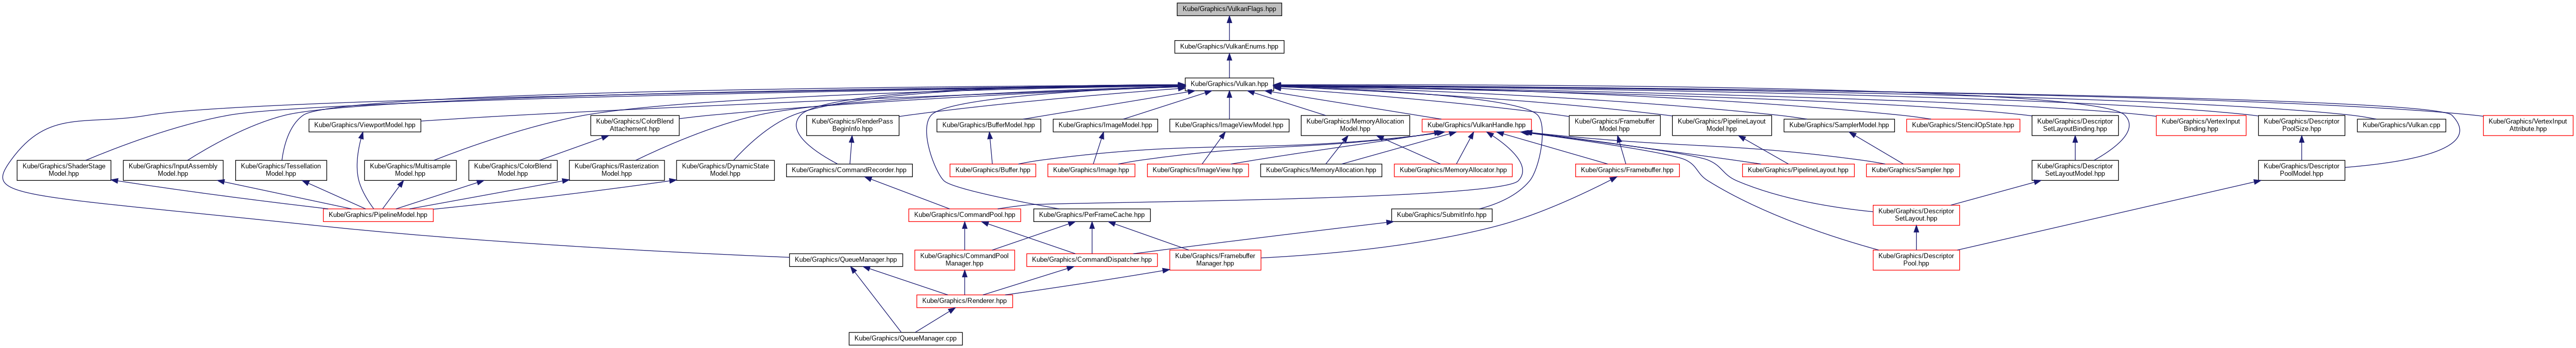 Kube/Graphics/VulkanFlags.hpp
Kube/Graphics/VulkanEnums.hpp
Kube/Graphics/Vulkan.hpp
Kube/Graphics/ViewportModel.hpp
Kube/Graphics/ColorBlend
Attachement.hpp
Kube/Graphics/RenderPass
BeginInfo.hpp
Kube/Graphics/BufferModel.hpp
Kube/Graphics/ImageModel.hpp
Kube/Graphics/ImageViewModel.hpp
Kube/Graphics/MemoryAllocation
Model.hpp
Kube/Graphics/VulkanHandle.hpp
Kube/Graphics/Framebuffer
Model.hpp
Kube/Graphics/PipelineLayout
Model.hpp
Kube/Graphics/SamplerModel.hpp
Kube/Graphics/StencilOpState.hpp
Kube/Graphics/Descriptor
SetLayoutBinding.hpp
Kube/Graphics/VertexInput
Binding.hpp
Kube/Graphics/Descriptor
PoolSize.hpp
Kube/Graphics/Vulkan.cpp
Kube/Graphics/VertexInput
Attribute.hpp
Kube/Graphics/ShaderStage
Model.hpp
Kube/Graphics/InputAssembly
Model.hpp
Kube/Graphics/Tessellation
Model.hpp
Kube/Graphics/Multisample
Model.hpp
Kube/Graphics/ColorBlend
Model.hpp
Kube/Graphics/Rasterization
Model.hpp
Kube/Graphics/DynamicState
Model.hpp
Kube/Graphics/CommandRecorder.hpp
Kube/Graphics/Buffer.hpp
Kube/Graphics/Image.hpp
Kube/Graphics/ImageView.hpp
Kube/Graphics/MemoryAllocation.hpp
Kube/Graphics/MemoryAllocator.hpp
Kube/Graphics/Framebuffer.hpp
Kube/Graphics/PipelineLayout.hpp
Kube/Graphics/Sampler.hpp
Kube/Graphics/Descriptor
SetLayoutModel.hpp
Kube/Graphics/Descriptor
PoolModel.hpp
Kube/Graphics/PipelineModel.hpp
Kube/Graphics/CommandPool.hpp
Kube/Graphics/PerFrameCache.hpp
Kube/Graphics/SubmitInfo.hpp
Kube/Graphics/Descriptor
SetLayout.hpp
Kube/Graphics/QueueManager.hpp
Kube/Graphics/CommandPool
Manager.hpp
Kube/Graphics/CommandDispatcher.hpp
Kube/Graphics/Framebuffer
Manager.hpp
Kube/Graphics/Descriptor
Pool.hpp
Kube/Graphics/Renderer.hpp
Kube/Graphics/QueueManager.cpp